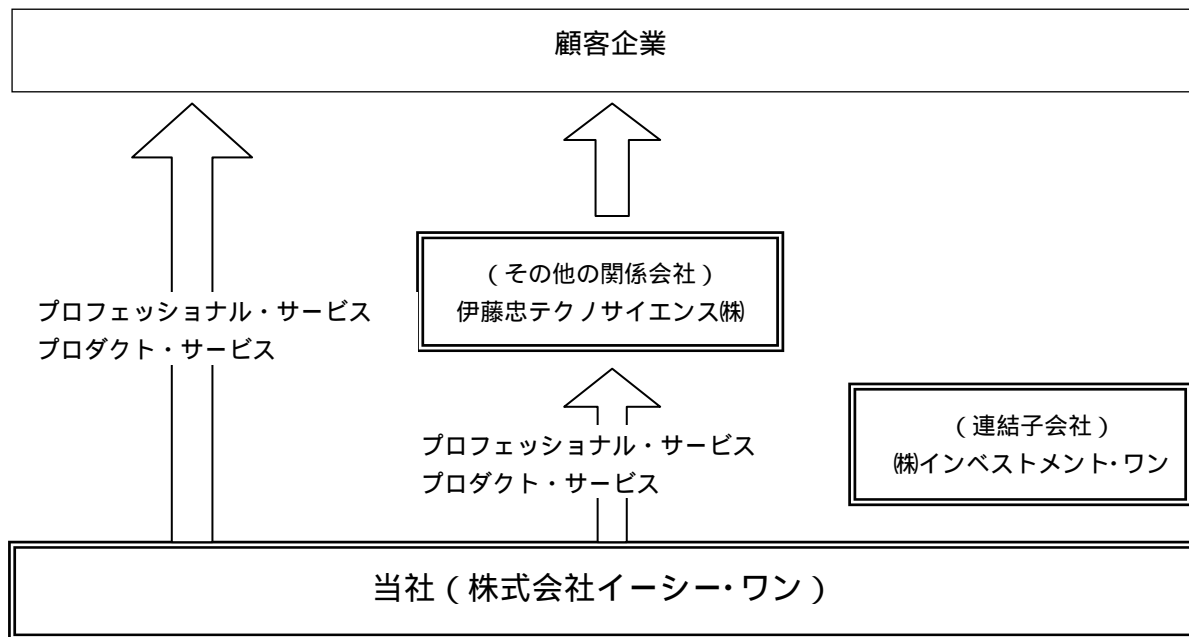 顧客企業
(その他の関係会社)
伊藤忠テクノサイエンス㈱
プロフェッショナル・サービス
プロダクト・サービス
プロフェッショナル・サービス
プロダクト・サービス
(連結子会社)
㈱インベストメント・ワン
当社(株式会社イーシー・ワン)